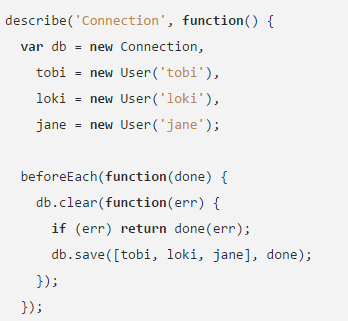 describe('Connection', function() {
  var db = new Connection,
    tobi = new User('tobi'),
    loki = new User('loki'),
    jane = new User('jane');

  beforeEach(function(done) {
    db.clear(function(err) {
      if (err) return done(err);
      db.save([tobi, loki, jane], done);
    });
  });